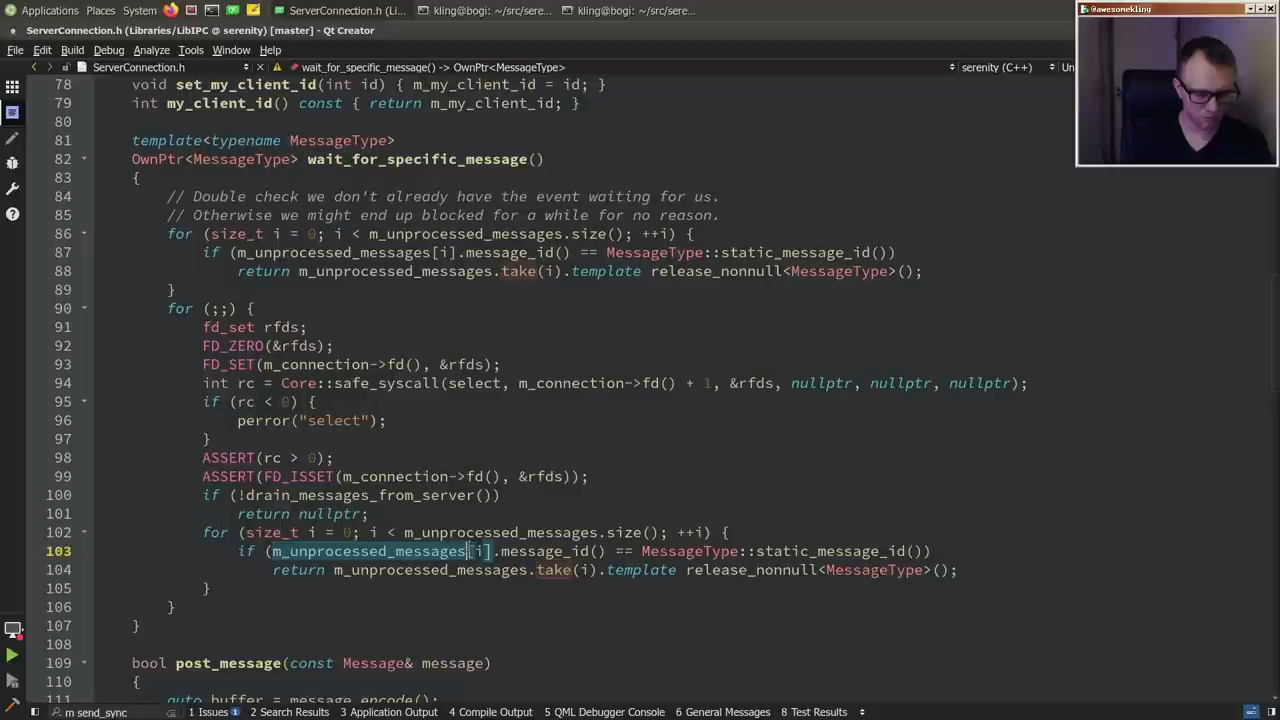 Applications Places System ServerConnection.h (Li... kling@bogi: ~/src/sere... kling@bogi: ~/src/sere...
@awesomekling
ServerConnection.h (Libraries/LibIPC @ serenity) [master] - Qt Creator
File Edit Build Debug Analyze Tools Window Help
ServerConnection.h wait_for_specific_message() -> OwnPtr<MessageType> serenity (C++) Un
78 void set_my_client_id(int id) { m_my_client_id = id; }
79 int my_client_id() const { return m_my_client_id; }
80
81 template<typename MessageType>
82 OwnPtr<MessageType> wait_for_specific_message()
83 {
84 // Double check we don't already have the event waiting for us.
85 // Otherwise we might end up blocked for a while for no reason.
86 for (size_t i = 0; i < m_unprocessed_messages.size(); ++i) {
87 if (m_unprocessed_messages[i].message_id() == MessageType::static_message_id())
88 return m_unprocessed_messages.take(i).template release_nonnull<MessageType>();
89 }
90 for (;;) {
91 fd_set rfds;
92 FD_ZERO(&rfds);
93 FD_SET(m_connection->fd(), &rfds);
94 int rc = Core::safe_syscall(select, m_connection->fd() + 1, &rfds, nullptr, nullptr, nullptr);
95 if (rc < 0) {
96 perror("select");
97 }
98 ASSERT(rc > 0);
99 ASSERT(FD_ISSET(m_connection->fd(), &rfds));
100 if (!drain_messages_from_server())
101 return nullptr;
102 for (size_t i = 0; i < m_unprocessed_messages.size(); ++i) {
103 if (m_unprocessed_messages[i].message_id() == MessageType::static_message_id())
104 return m_unprocessed_messages.take(i).template release_nonnull<MessageType>();
105 }
106 }
107 }
108
109 bool post_message(const Message& message)
110 {
111 auto buffer = message.encode();
m send_sync 1 Issues 1 2 Search Results 3 Application Output 4 Compile Output 5 QML Debugger Console 6 General Messages 8 Test Results